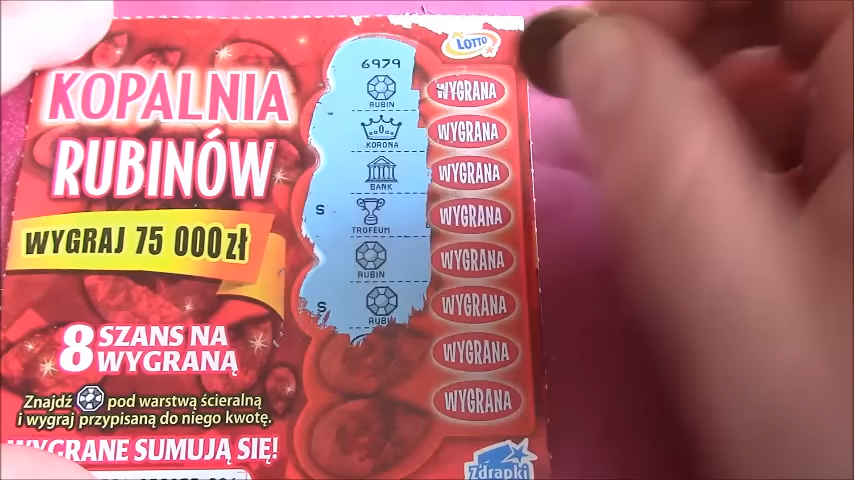 LOTTO
KOPALNIA
RUBINÓW
WYGRAJ 75 000zł
8 SZANS NA
WYGRANĄ
Znajdź pod warstwą ścieralną
i wygraj przypisaną do niego kwotę.
WYGRANE SUMUJĄ SIĘ!
6979
RUBIN
KORONA
BANK
S
TROFEUM
RUBIN
S
RUBIN
WYGRANA
WYGRANA
WYGRANA
WYGRANA
WYGRANA
WYGRANA
WYGRANA
WYGRANA
Zdrapki